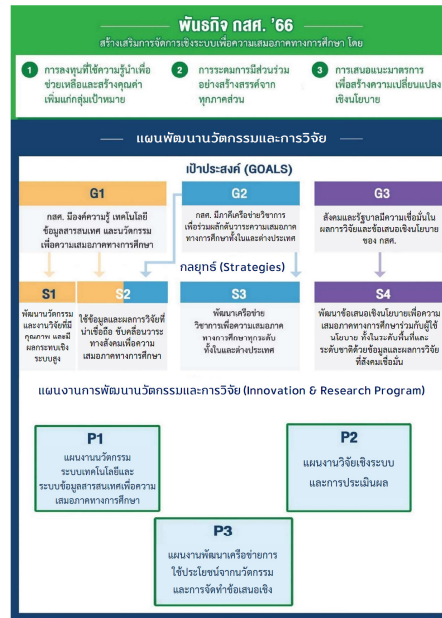 พันธกิจ กสศ. '66
สร้างเสริมการจัดการเชิงระบบเพื่อความเสมอภาคทางการศึกษา โดย
1
การลงทุนที่ใช้ความรู้นำเพื่อ
ช่วยเหลือและสร้างคุณค่า
เพิ่มแก่กลุ่มเป้าหมาย
2
การระดมการมีส่วนร่วม
อย่างสร้างสรรค์จาก
ทุกภาคส่วน
3
การเสนอแนะมาตรการ
เพื่อสร้างความเปลี่ยนแปลง
เชิงนโยบาย
แผนพัฒนานวัตกรรมและการวิจัย
เป้าประสงค์ (GOALS)
G1
กสศ. มีองค์ความรู้ เทคโนโลยี
ข้อมูลสารสนเทศ และนวัตกรรม
เพื่อความเสมอภาคทางการศึกษา
G2
กสศ. มีภาคีเครือข่ายวิชาการ
เพื่อร่วมผลักดันวาระความเสมอภาค
ทางการศึกษาทั้งในและต่างประเทศ
G3
สังคมและรัฐบาลมีความเชื่อมั่นใน
ผลการวิจัยและข้อเสนอเชิงนโยบาย
ของ กสศ.
กลยุทธ์ (Strategies)
S1
พัฒนานวัตกรรม
และงานวิจัยที่มี
คุณภาพ และมี
ผลกระทบเชิง
ระบบสูง
S2
ใช้ข้อมูลและผลการวิจัยที่
น่าเชื่อถือ ขับเคลื่อนวาระ
ทางสังคมเพื่อความ
เสมอภาคทางการศึกษา
S3
พัฒนาเครือข่าย
วิชาการเพื่อความเสมอภาค
ทางการศึกษาทุกระดับ
ทั้งในและต่างประเทศ
S4
พัฒนาข้อเสนอเชิงนโยบายเพื่อความ
เสมอภาคทางการศึกษาร่วมกับผู้ใช้
นโยบาย ทั้งในระดับพื้นที่และ
ระดับชาติด้วยข้อมูลและผลการวิจัย
ที่สังคมเชื่อมั่น
แผนงานการพัฒนานวัตกรรมและการวิจัย (Innovation & Research Program)
P1
แผนงานนวัตกรรม
ระบบเทคโนโลยีและ
ระบบข้อมูลสารสนเทศเพื่อความ
เสมอภาคทางการศึกษา
P2
แผนงานวิจัยเชิงระบบ
และการประเมินผล
P3
แผนงานพัฒนาเครือข่ายการ
ใช้ประโยชน์จากนวัตกรรม
และการจัดทำข้อเสนอเชิง